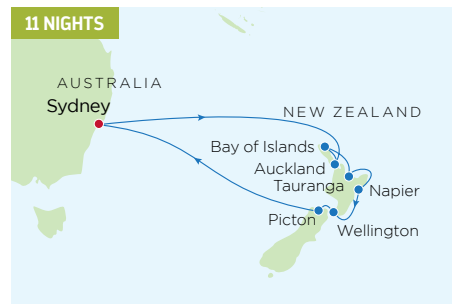 11 NIGHTS
AUSTRALIA
Sydney
NEW ZEALAND
Bay of Islands
Auckland
Tauranga
Napier
Picton
Wellington